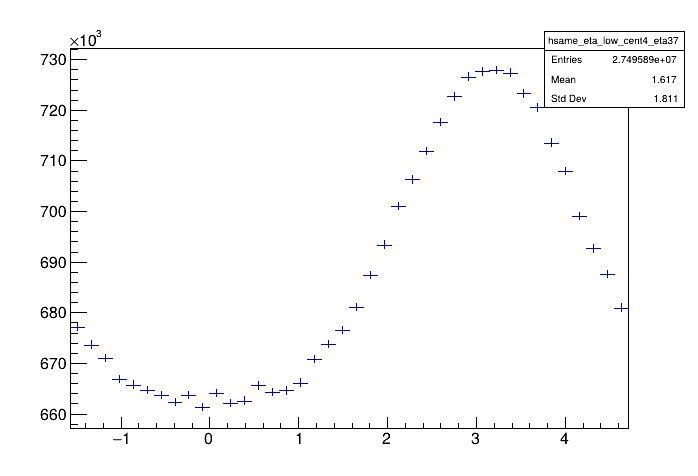 ×10³
hsame_eta_low_cent4_eta37
Entries 2.749589e+07
Mean 1.617
Std Dev 1.811
730
720
710
700
690
680
670
660
−1 0 1 2 3 4